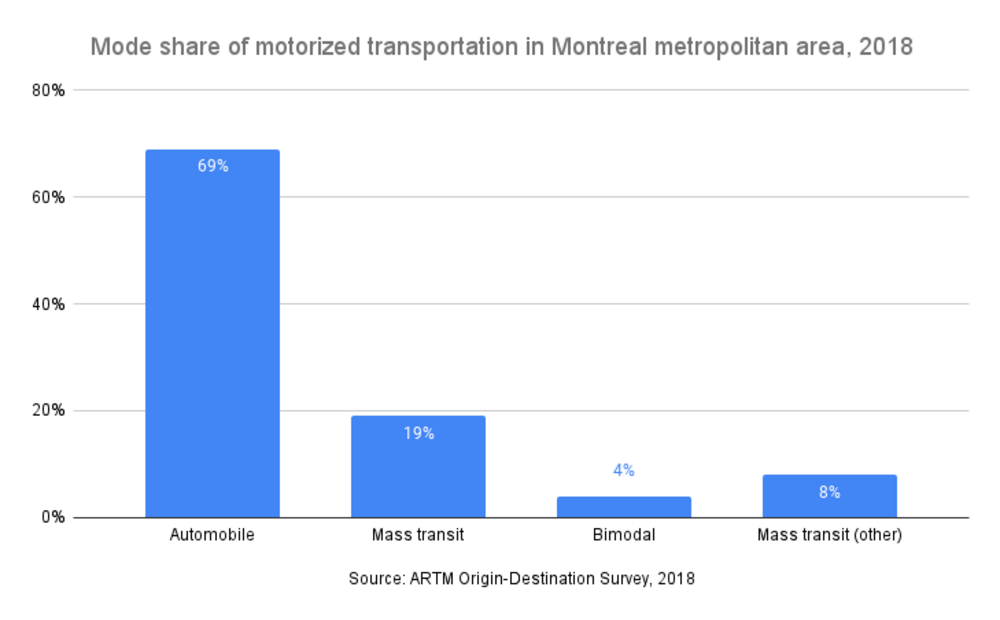 Mode share of motorized transportation in Montreal metropolitan area, 2018
80%
60%
40%
20%
0%
69%
19%
4%
8%
Automobile
Mass transit
Bimodal
Mass transit (other)
Source: ARTM Origin-Destination Survey, 2018